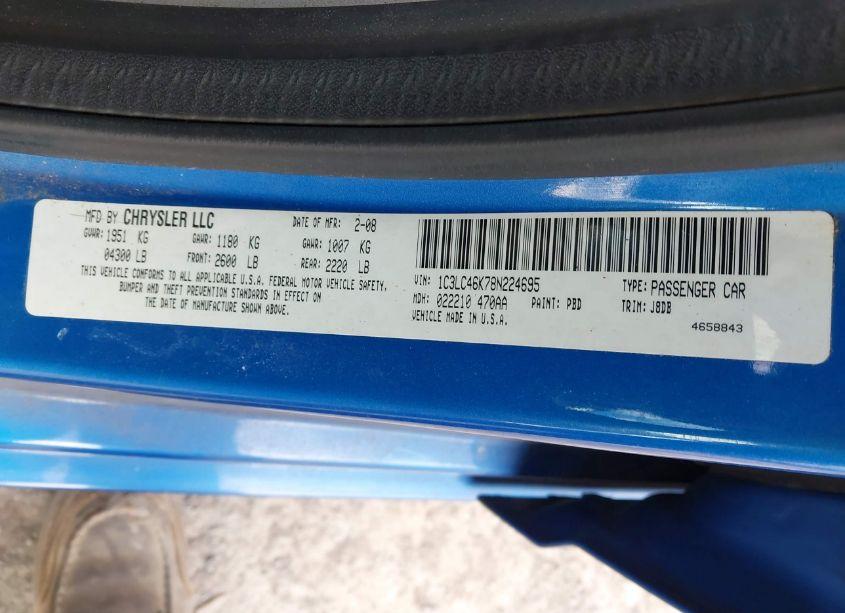 MFD BY CHRYSLER LLC DATE OF MFR: 2-08
GVWR: 1951 KG GAWR: 1180 KG GAWR: 1007 KG
04300 LB FRONT: 2600 LB REAR: 2220 LB
THIS VEHICLE CONFORMS TO ALL APPLICABLE U.S.A. FEDERAL MOTOR VEHICLE SAFETY,
BUMPER AND THEFT PREVENTION STANDARDS IN EFFECT ON
THE DATE OF MANUFACTURE SHOWN ABOVE.
VIN: 1C3LC46K78N224695 TYPE: PASSENGER CAR
MDH: 022210 470AA PAINT: PBD TRIM: J8DB
VEHICLE MADE IN U.S.A.
4658843